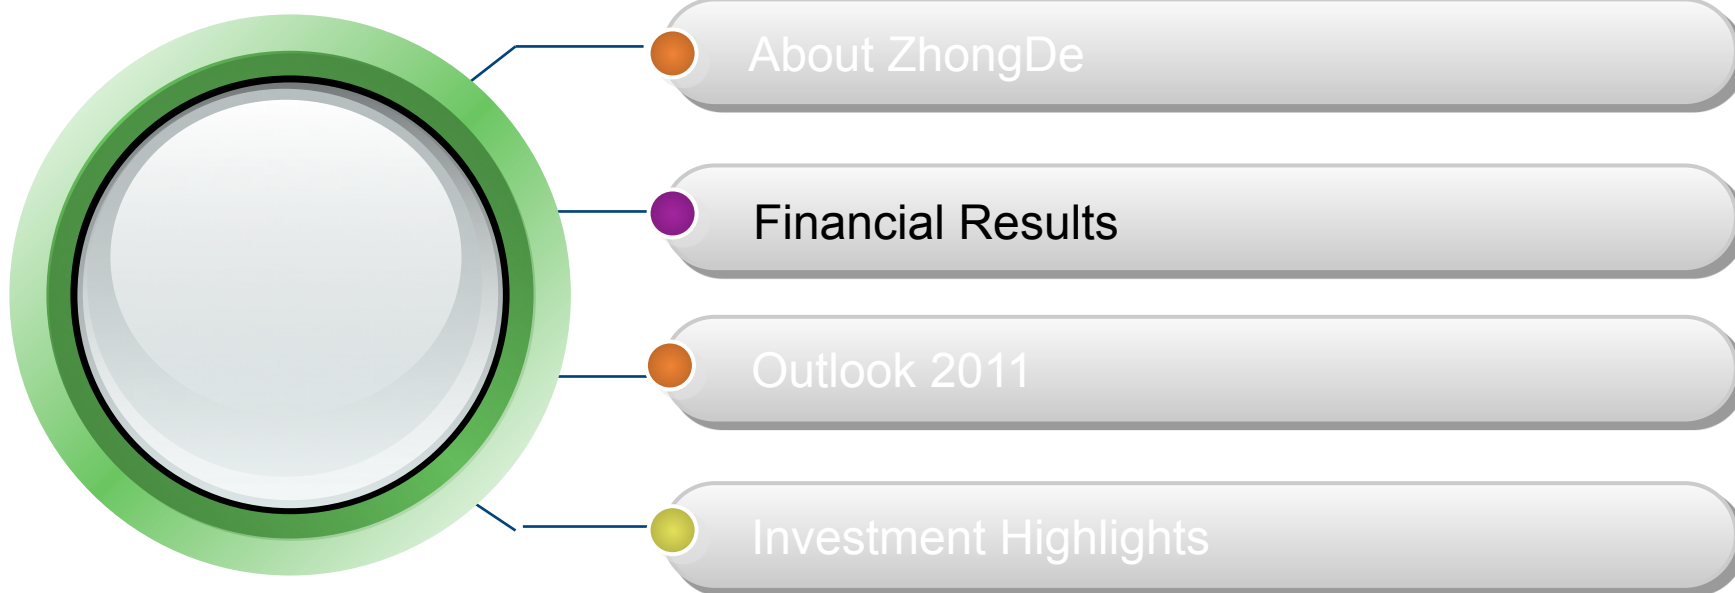 About ZhongDe
Financial Results
Outlook 2011
Investment Highlights